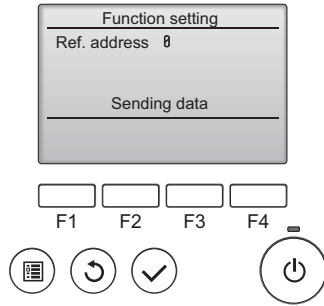 Function setting
Ref. address 0
Sending data
F1 F2 F3 F4